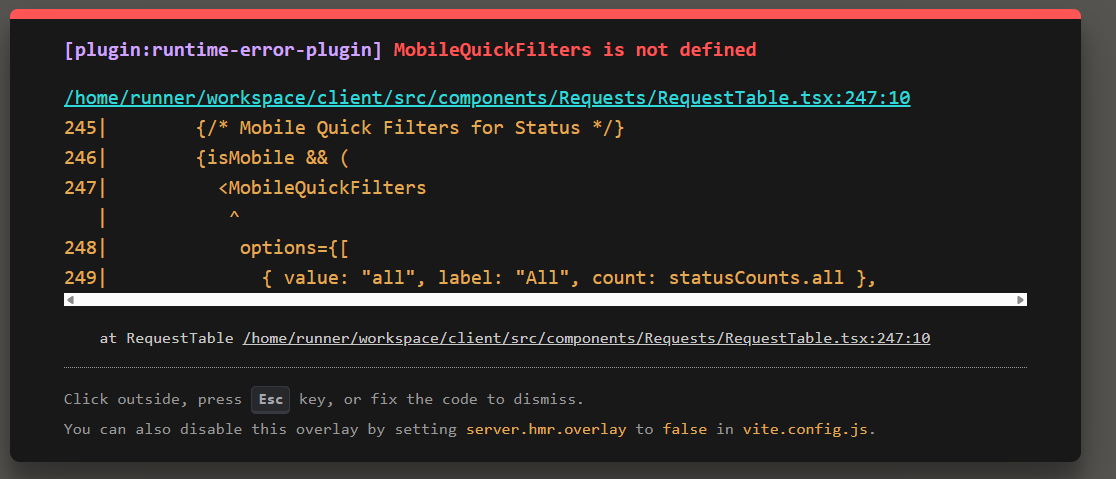 [plugin:runtime-error-plugin] MobileQuickFilters is not defined
/home/runner/workspace/client/src/components/Requests/RequestTable.tsx:247:10
245|        {/* Mobile Quick Filters for Status */}
246|        {isMobile && (
247|          <MobileQuickFilters
   |           ^
248|            options={[
249|              { value: "all", label: "All", count: statusCounts.all },
at RequestTable /home/runner/workspace/client/src/components/Requests/RequestTable.tsx:247:10
Click outside, press Esc key, or fix the code to dismiss.
You can also disable this overlay by setting server.hmr.overlay to false in vite.config.js.